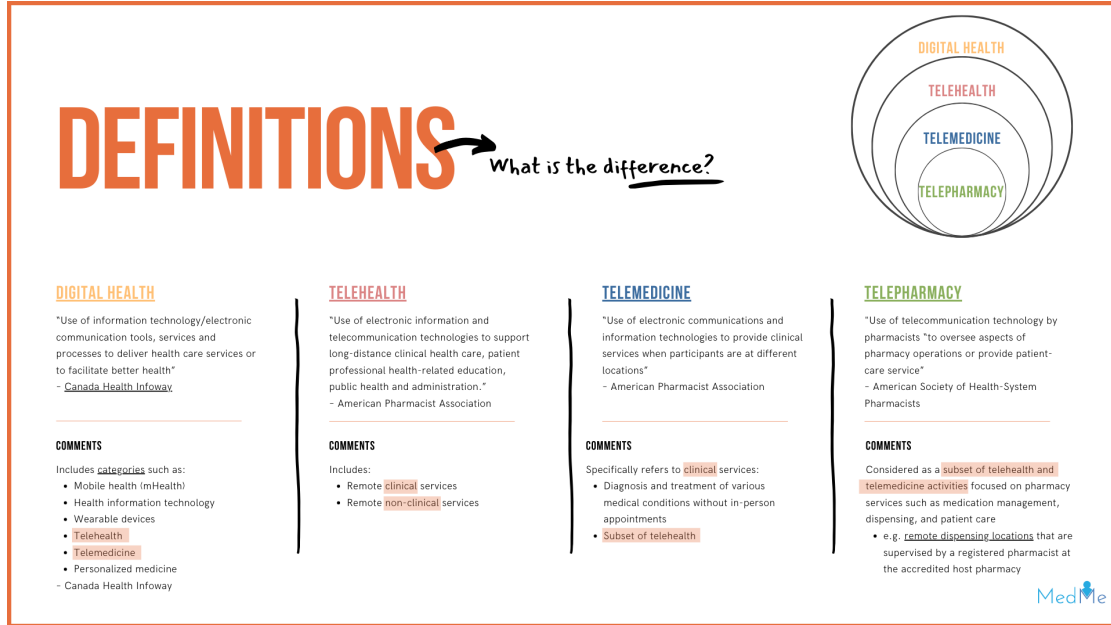 DIGITAL HEALTH
TELEHEALTH
TELEMEDICINE
TELEPHARMACY
DEFINITIONS
What is the difference?
DIGITAL HEALTH
"Use of information technology/electronic
communication tools, services and
processes to deliver health care services or
to facilitate better health”
– Canada Health Infoway
COMMENTS
Includes categories such as:
• Mobile health (mHealth)
• Health information technology
• Wearable devices
• Telehealth
• Telemedicine
• Personalized medicine
– Canada Health Infoway
TELEHEALTH
“Use of electronic information and
telecommunication technologies to support
long-distance clinical health care, patient
professional health-related education,
public health and administration.”
– American Pharmacist Association
COMMENTS
Includes:
• Remote clinical services
• Remote non-clinical services
TELEMEDICINE
“Use of electronic communications and
information technologies to provide clinical
services when participants are at different
locations”
– American Pharmacist Association
COMMENTS
Specifically refers to clinical services:
• Diagnosis and treatment of various
medical conditions without in-person
appointments
• Subset of telehealth
TELEPHARMACY
"Use of telecommunication technology by
pharmacists “to oversee aspects of
pharmacy operations or provide patient-
care service”
– American Society of Health-System
Pharmacists
COMMENTS
Considered as a subset of telehealth and
telemedicine activities focused on pharmacy
services such as medication management,
dispensing, and patient care
• e.g. remote dispensing locations that are
supervised by a registered pharmacist at
the accredited host pharmacy
MedMe